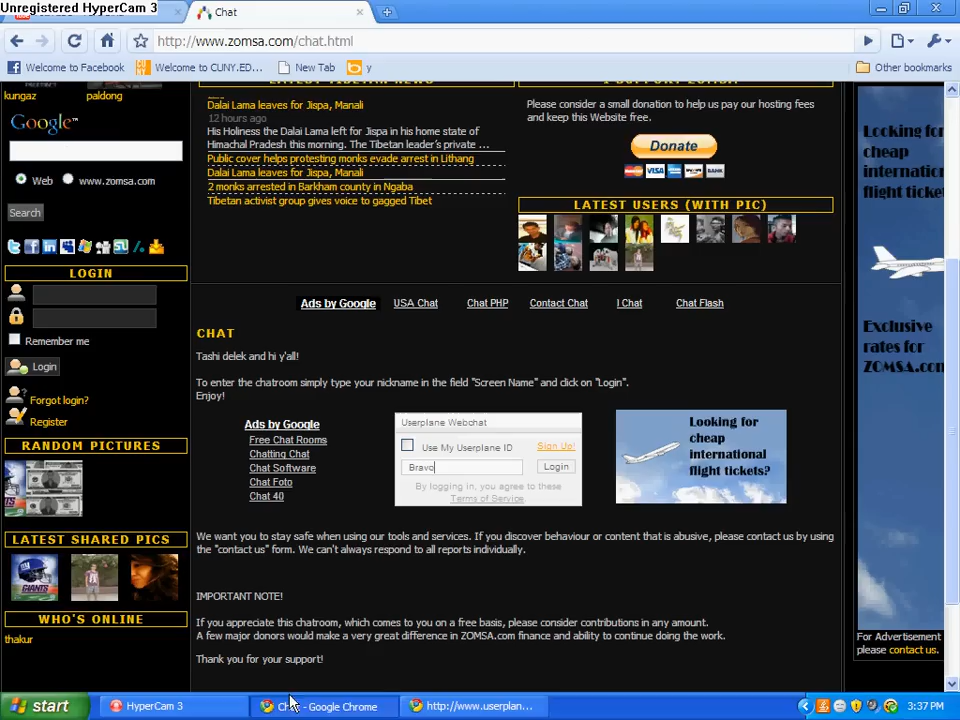 Unregistered HyperCam 3
Chat
http://www.zomsa.com/chat.html
Welcome to Facebook
Welcome to CUNY.ED...
New Tab
y
Other bookmarks
kungaz
paldong
Google™
Web
www.zomsa.com
Search
LOGIN
Remember me
Login
Forgot login?
Register
RANDOM PICTURES
LATEST SHARED PICS
GIANTS
WHO'S ONLINE
thakur
LATEST TIBETAN NEWS
Dalai Lama leaves for Jispa, Manali
12 hours ago
His Holiness the Dalai Lama left for Jispa in his home state of
Himachal Pradesh this morning. The Tibetan leader's private ...
Public cover helps protesting monks evade arrest in Lithang
Dalai Lama leaves for Jispa, Manali
2 monks arrested in Barkham county in Ngaba
Tibetan activist group gives voice to gagged Tibet
I SUPPORT ZOMSA
Please consider a small donation to help us pay our hosting fees
and keep this Website free.
Donate
VISA
BANK
LATEST USERS (WITH PIC)
Ads by Google
USA Chat
Chat PHP
Contact Chat
I Chat
Chat Flash
CHAT
Tashi delek and hi y'all!
To enter the chatroom simply type your nickname in the field "Screen Name" and click on "Login".
Enjoy!
Ads by Google
Free Chat Rooms
Chatting Chat
Chat Software
Chat Foto
Chat 40
Userplane Webchat
Use My Userplane ID
Sign Up!
Bravo
Login
By logging in, you agree to these
Terms of Service
Looking for
cheap
international
flight tickets?
We want you to stay safe when using our tools and services. If you discover behaviour or content that is abusive, please contact us by using
the "contact us" form. We can't always respond to all reports individually.
IMPORTANT NOTE!
If you appreciate this chatroom, which comes to you on a free basis, please consider contributions in any amount.
A few major donors would make a very great difference in ZOMSA.com finance and ability to continue doing the work.
Thank you for your support!
Looking for
cheap
internation
flight ticket
Exclusive
rates for
ZOMSA.com
For Advertisement
please contact us.
start
HyperCam 3
Chat - Google Chrome
http://www.userplan...
3:37 PM